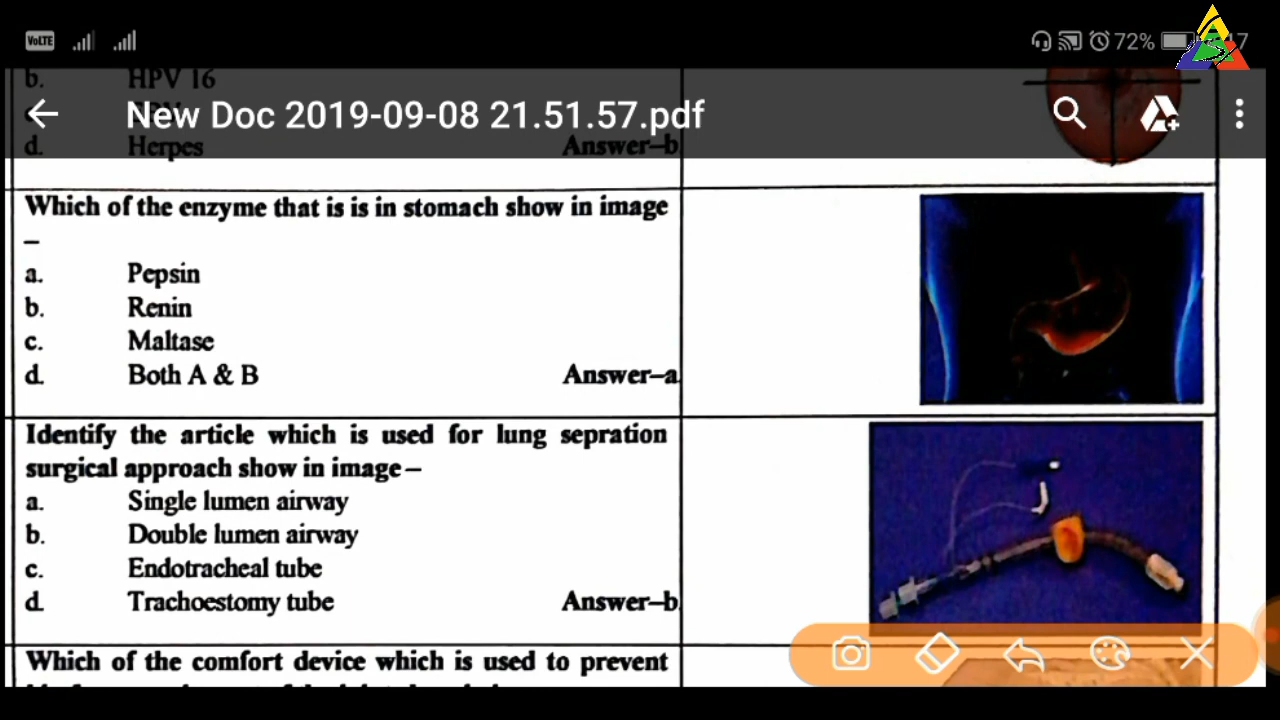 VoLTE
72%
b. HPV 16
New Doc 2019-09-08 21.51.57.pdf
d. Herpes Answer–b
Which of the enzyme that is is in stomach show in image
–
a. Pepsin
b. Renin
c. Maltase
d. Both A & B Answer–a
Identify the article which is used for lung sepration
surgical approach show in image –
a. Single lumen airway
b. Double lumen airway
c. Endotracheal tube
d. Trachoestomy tube Answer–b
Which of the comfort device which is used to prevent